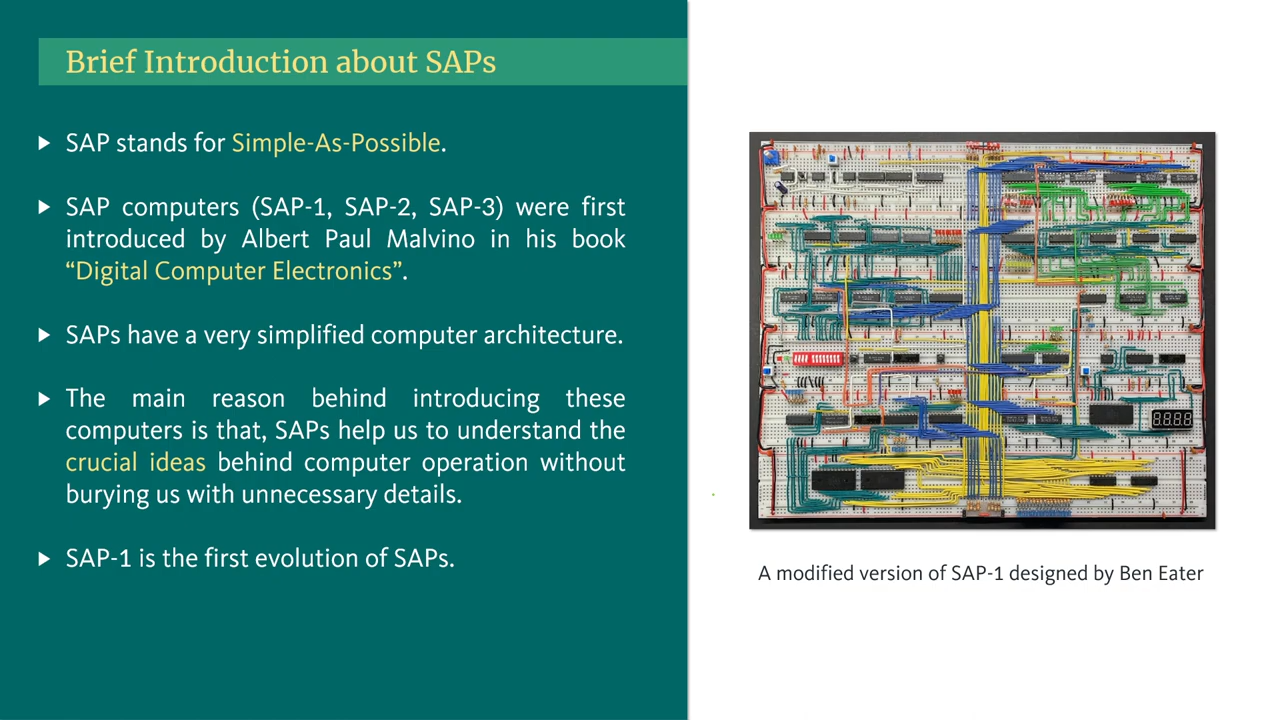 Brief Introduction about SAPs
SAP stands for Simple-As-Possible.
SAP computers (SAP-1, SAP-2, SAP-3) were first
introduced by Albert Paul Malvino in his book
“Digital Computer Electronics”.
SAPs have a very simplified computer architecture.
The main reason behind introducing these
computers is that, SAPs help us to understand the
crucial ideas behind computer operation without
burying us with unnecessary details.
SAP-1 is the first evolution of SAPs.
8.8.8.8.
A modified version of SAP-1 designed by Ben Eater